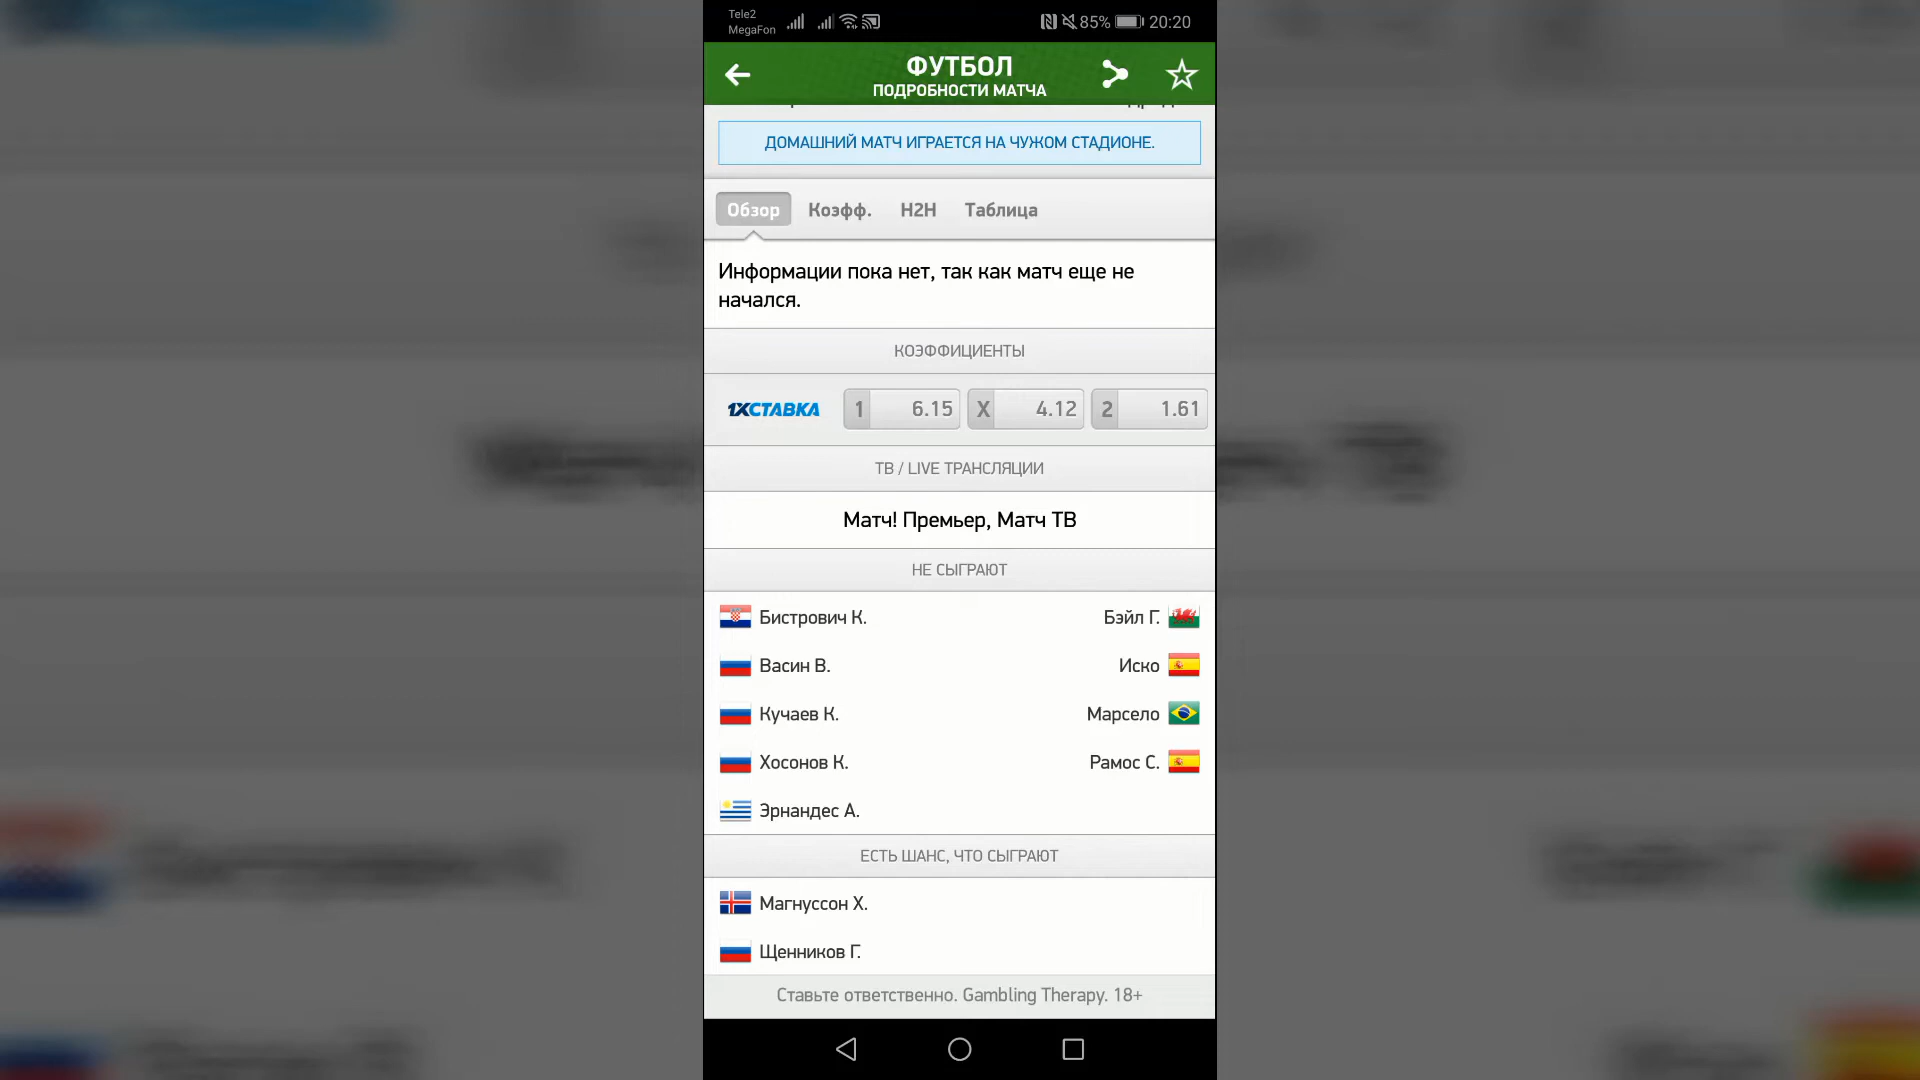 Tele2
MegaFon
85% 20:20
ФУТБОЛ
ПОДРОБНОСТИ МАТЧА
ДОМАШНИЙ МАТЧ ИГРАЕТСЯ НА ЧУЖОМ СТАДИОНЕ.
Обзор Коэфф. H2H Таблица
Информации пока нет, так как матч еще не
начался.
КОЭФФИЦИЕНТЫ
1XСТАВКА 1 6.15 X 4.12 2 1.61
ТВ / LIVE ТРАНСЛЯЦИИ
Матч! Премьер, Матч ТВ
НЕ СЫГРАЮТ
Бистрович К. Бэйл Г.
Васин В. Иско
Кучаев К. Марсело
Хосонов К. Рамос С.
Эрнандес А.
ЕСТЬ ШАНС, ЧТО СЫГРАЮТ
Магнуссон Х.
Щенников Г.
Ставьте ответственно. Gambling Therapy. 18+